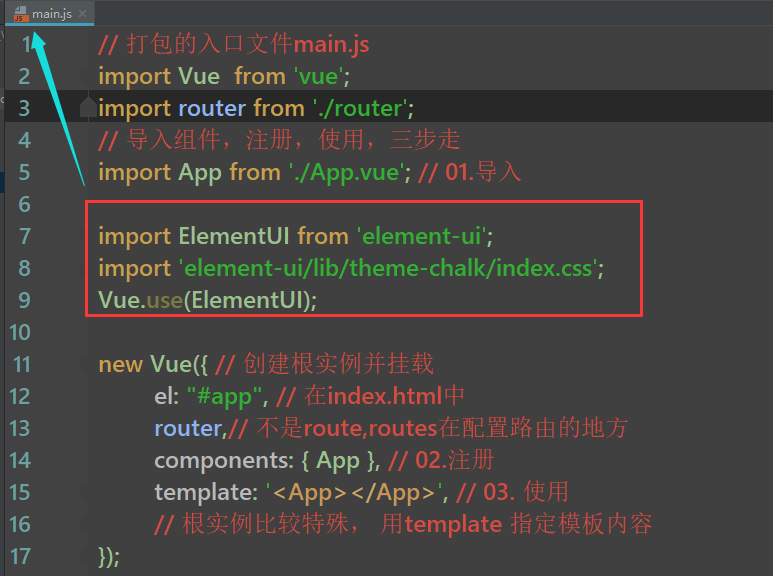 main.js
1 // 打包的入口文件main.js
2 import Vue from 'vue';
3 import router from './router';
4 // 导入组件，注册，使用，三步走
5 import App from './App.vue'; // 01.导入
6
7 import ElementUI from 'element-ui';
8 import 'element-ui/lib/theme-chalk/index.css';
9 Vue.use(ElementUI);
10
11 new Vue({ // 创建根实例并挂载
12 el: "#app", // 在index.html中
13 router,// 不是route,routes在配置路由的地方
14 components: { App }, // 02.注册
15 template: '<App></App>', // 03. 使用
16 // 根实例比较特殊， 用template 指定模板内容
17 });